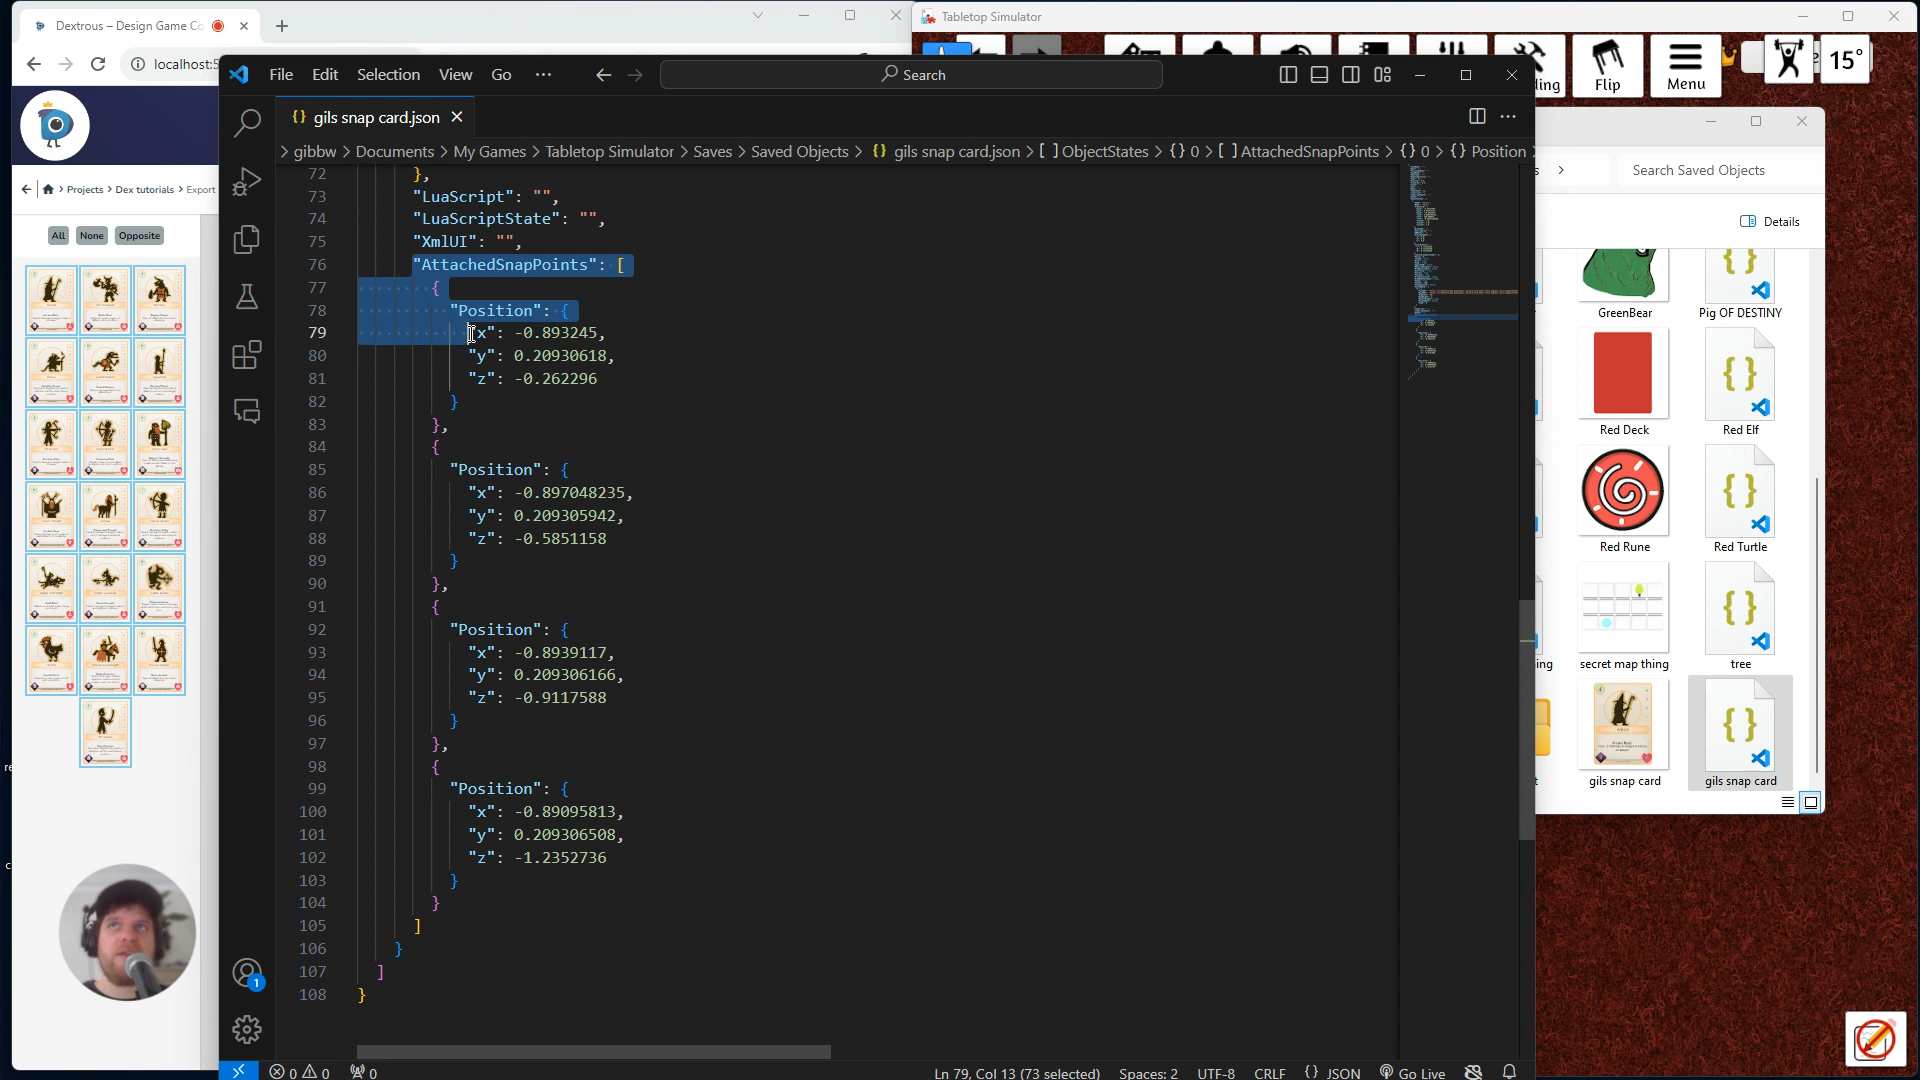 Dextrous – Design Game Co
localhost:5
Projects > Dex tutorials > Export
All
None
Opposite
Tabletop Simulator
Flip
Menu
15°
File
Edit
Selection
View
Go
Search
gils snap card.json
> gibbw > Documents > My Games > Tabletop Simulator > Saves > Saved Objects > {} gils snap card.json > [ ] ObjectStates > {} 0 > [ ] AttachedSnapPoints > {} 0 > {} Position
72 },
73 "LuaScript": "",
74 "LuaScriptState": "",
75 "XmlUI": "",
76 "AttachedSnapPoints": [
77 {
78 "Position": {
79 "x": -0.893245,
80 "y": 0.20930618,
81 "z": -0.262296
82 }
83 },
84 {
85 "Position": {
86 "x": -0.897048235,
87 "y": 0.209305942,
88 "z": -0.5851158
89 }
90 },
91 {
92 "Position": {
93 "x": -0.8939117,
94 "y": 0.209306166,
95 "z": -0.9117588
96 }
97 },
98 {
99 "Position": {
100 "x": -0.89095813,
101 "y": 0.209306508,
102 "z": -1.2352736
103 }
104 }
105 ]
106 }
107 ]
108 }
1
0
0
0
Ln 79, Col 13 (73 selected)
Spaces: 2
UTF-8
CRLF
{} JSON
Go Live
Search Saved Objects
Details
GreenBear
Pig OF DESTINY
Red Deck
Red Elf
Red Rune
Red Turtle
secret map thing
tree
gils snap card
gils snap card